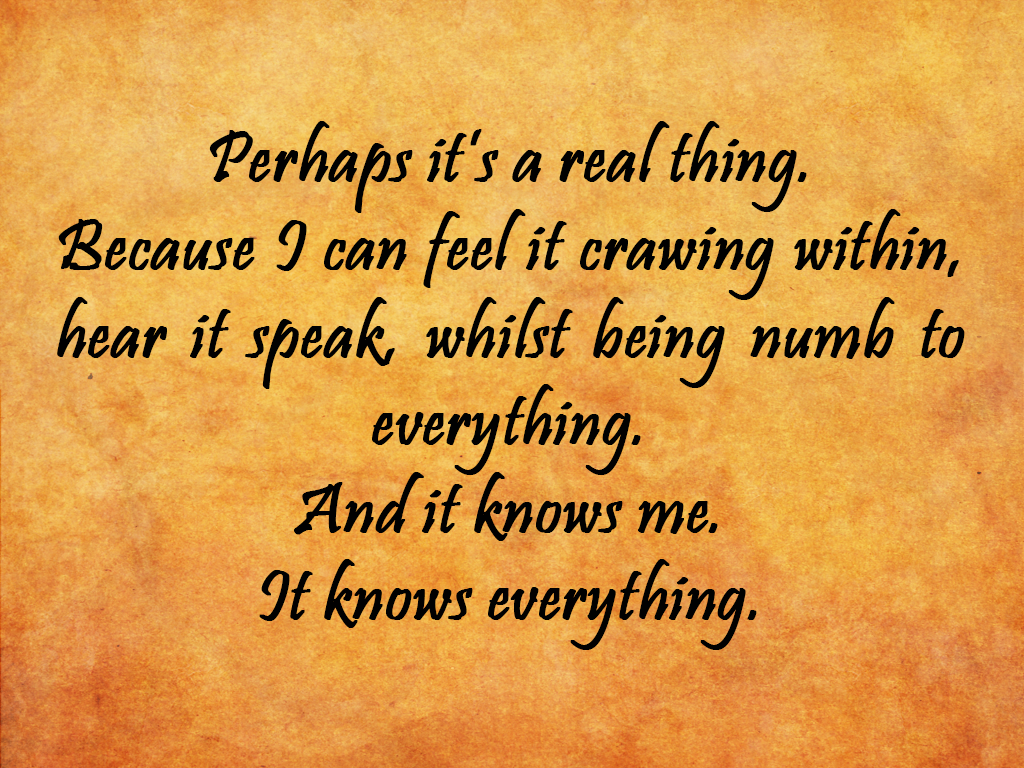 Perhaps it's a real thing.
Because I can feel it crawing within,
hear it speak, whilst being numb to
everything.
And it knows me.
It knows everything.